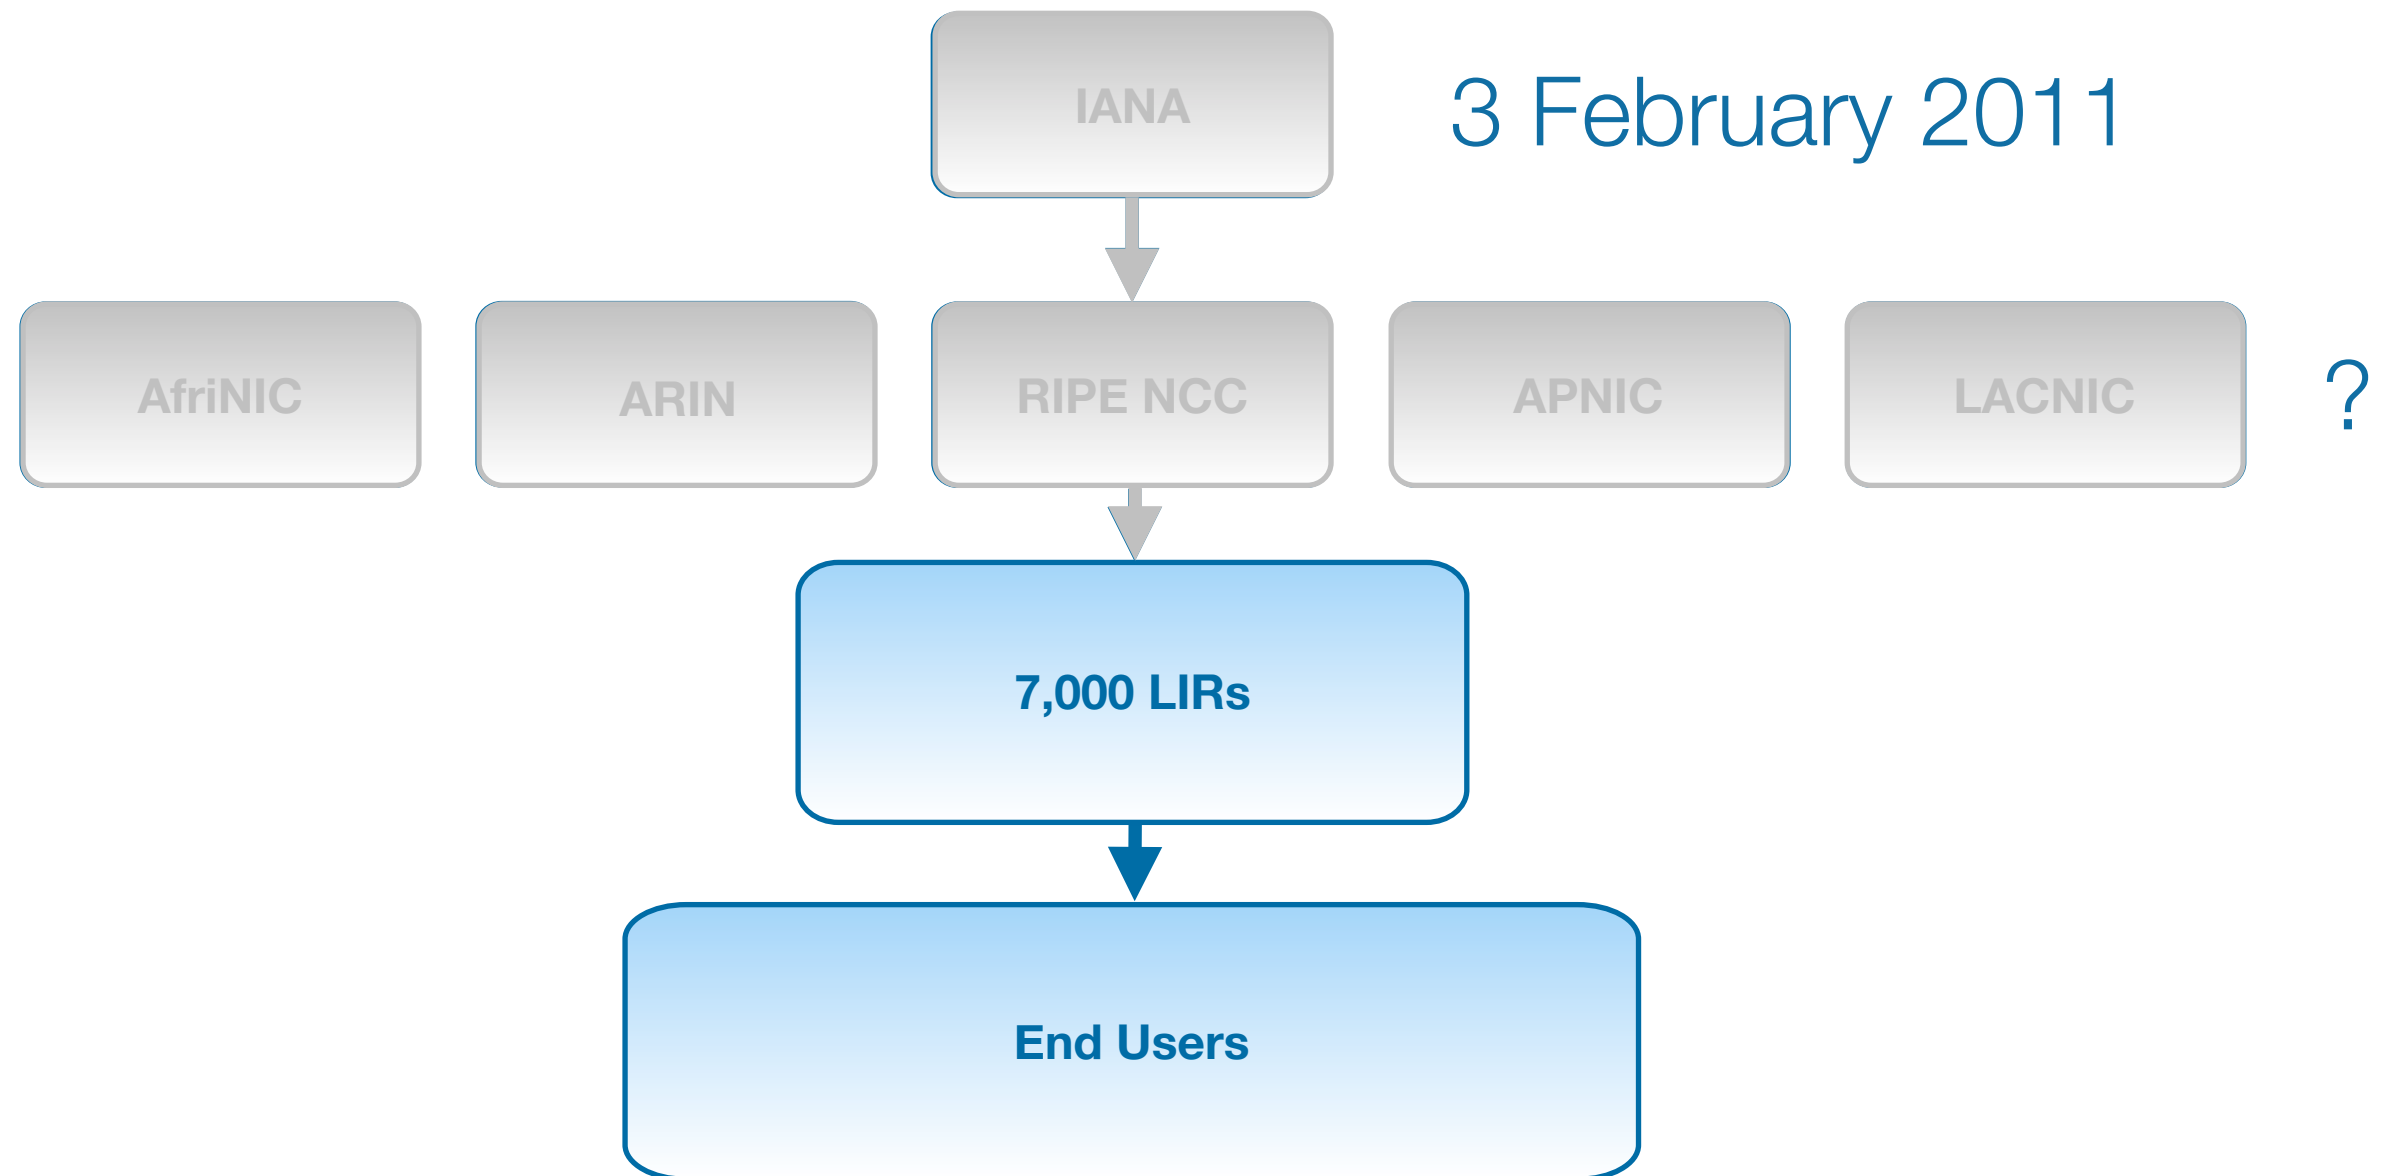 IANA
3 February 2011
AfriNIC
ARIN
RIPE NCC
APNIC
LACNIC
?
7,000 LIRs
End Users